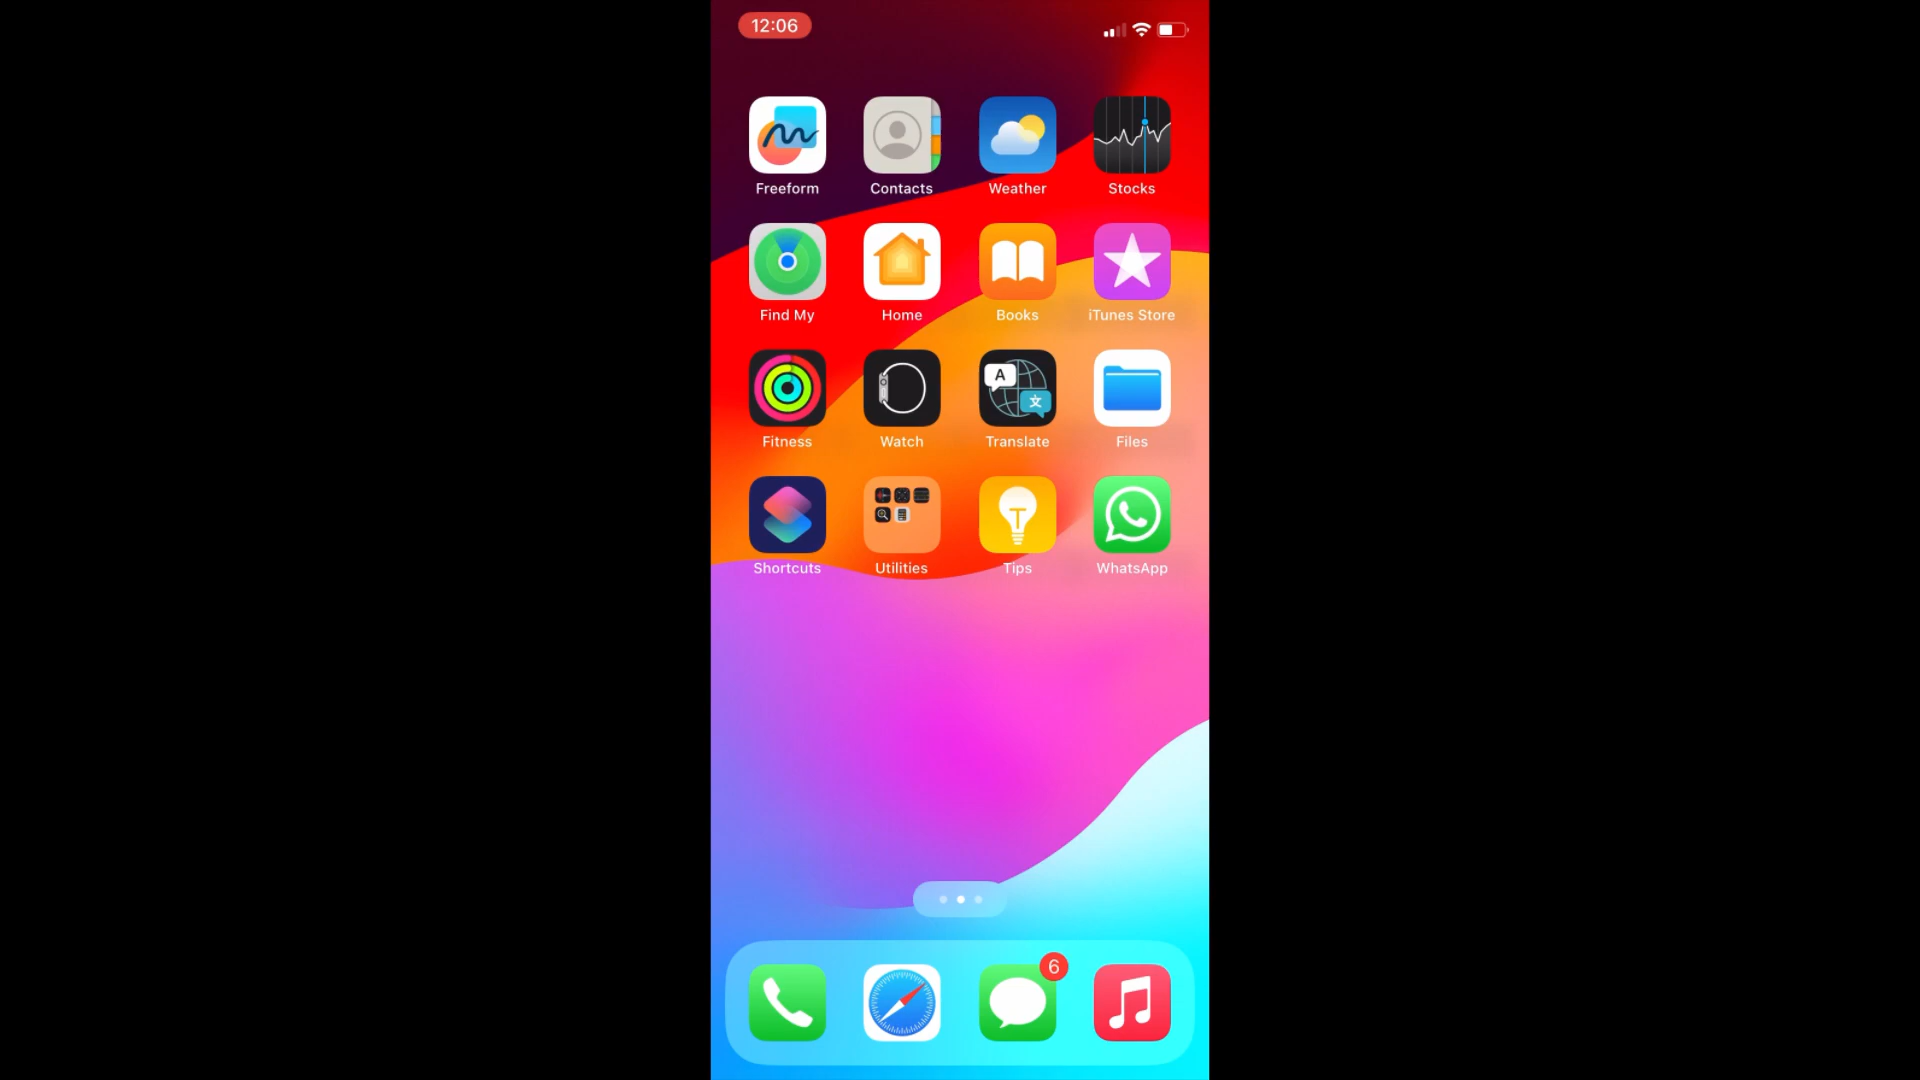 12:06
Freeform Contacts Weather Stocks
Find My Home Books iTunes Store
Fitness Watch A 文 Translate Files
Shortcuts Utilities T Tips WhatsApp
6